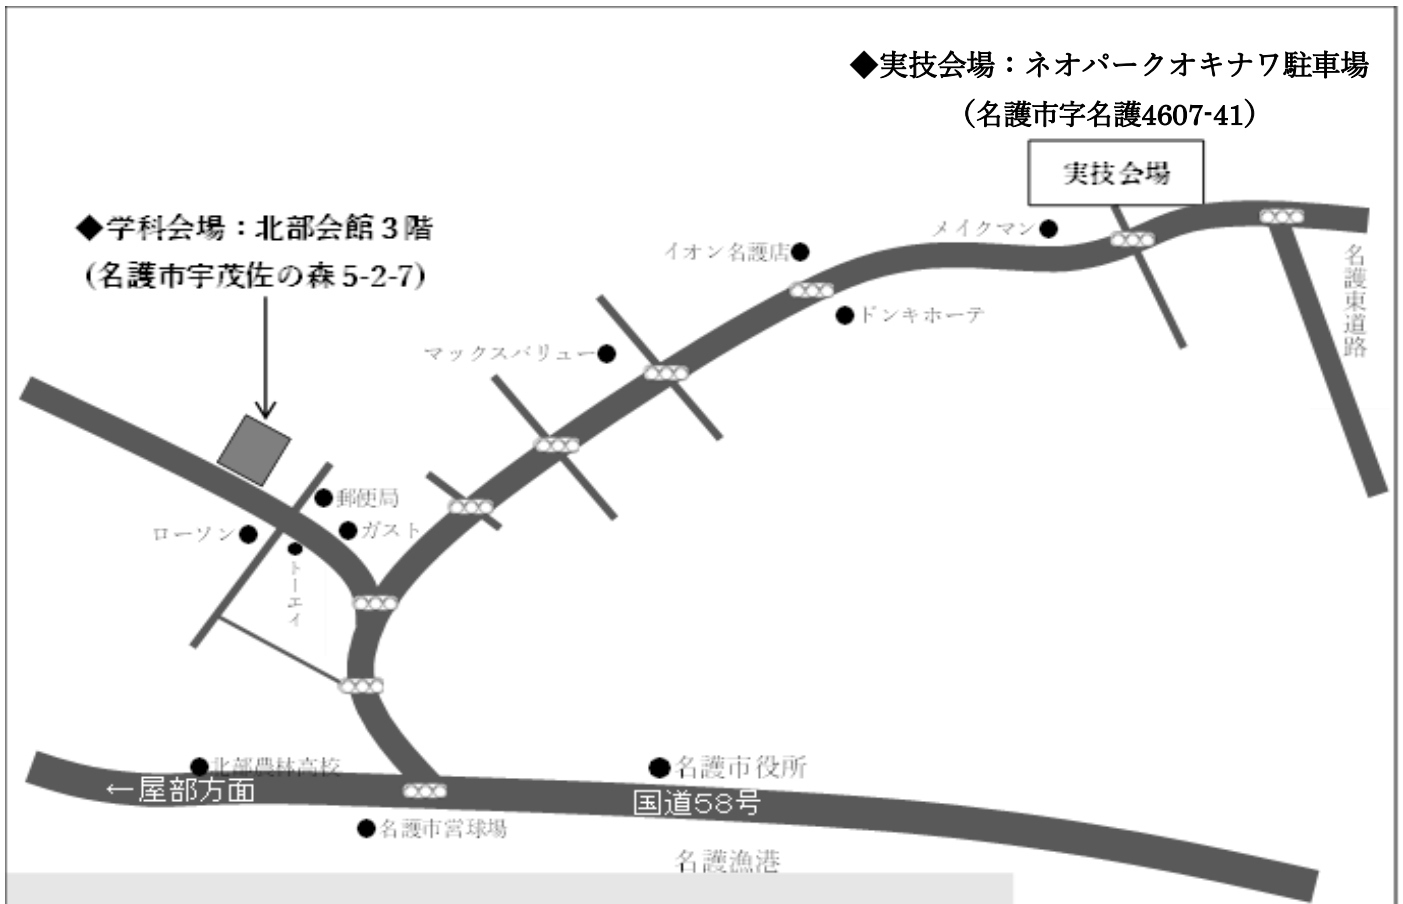 ◆実技会場：ネオパークオキナワ駐車場
（名護市字名護4607-41）
実技会場
◆学科会場：北部会館３階
(名護市宇茂佐の森 5-2-7)
メイクマン
イオン名護店
名護東道路
ドンキホーテ
マックスバリュー
郵便局
ローソン
ガスト
トーエイ
北部農林高校
名護市役所
←屋部方面
国道58号
名護市営球場
名護漁港